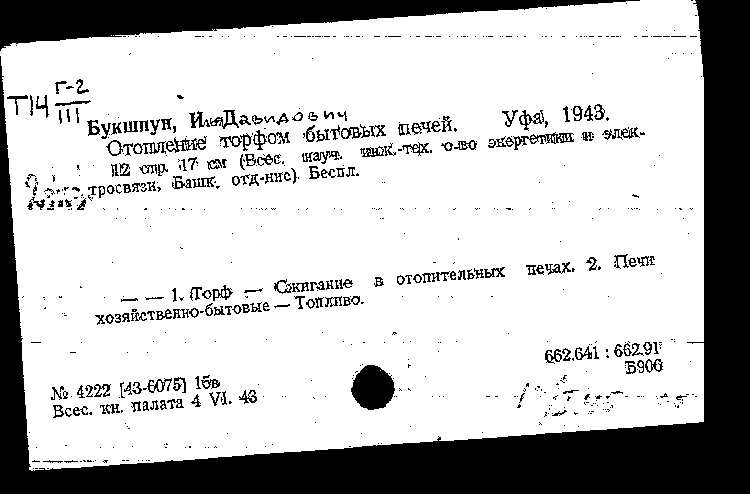 Т14 Г-2
III
Букшпун, Илья Давидович
Отопление торфом бытовых печей. Уфа, 1943.
12 стр. 17 см (Всес. науч. инж.-тех. о-во энергетики и элек-
тросвязи, Башк. отд-ние). Беспл.
— — 1. Торф — Сжигание в отопительных печах. 2. Печи
хозяйственно-бытовые — Топливо.
662.641 : 662.91
Б906
№ 4222 [43-6075] 16в
Всес. кн. палата 4 VI. 43